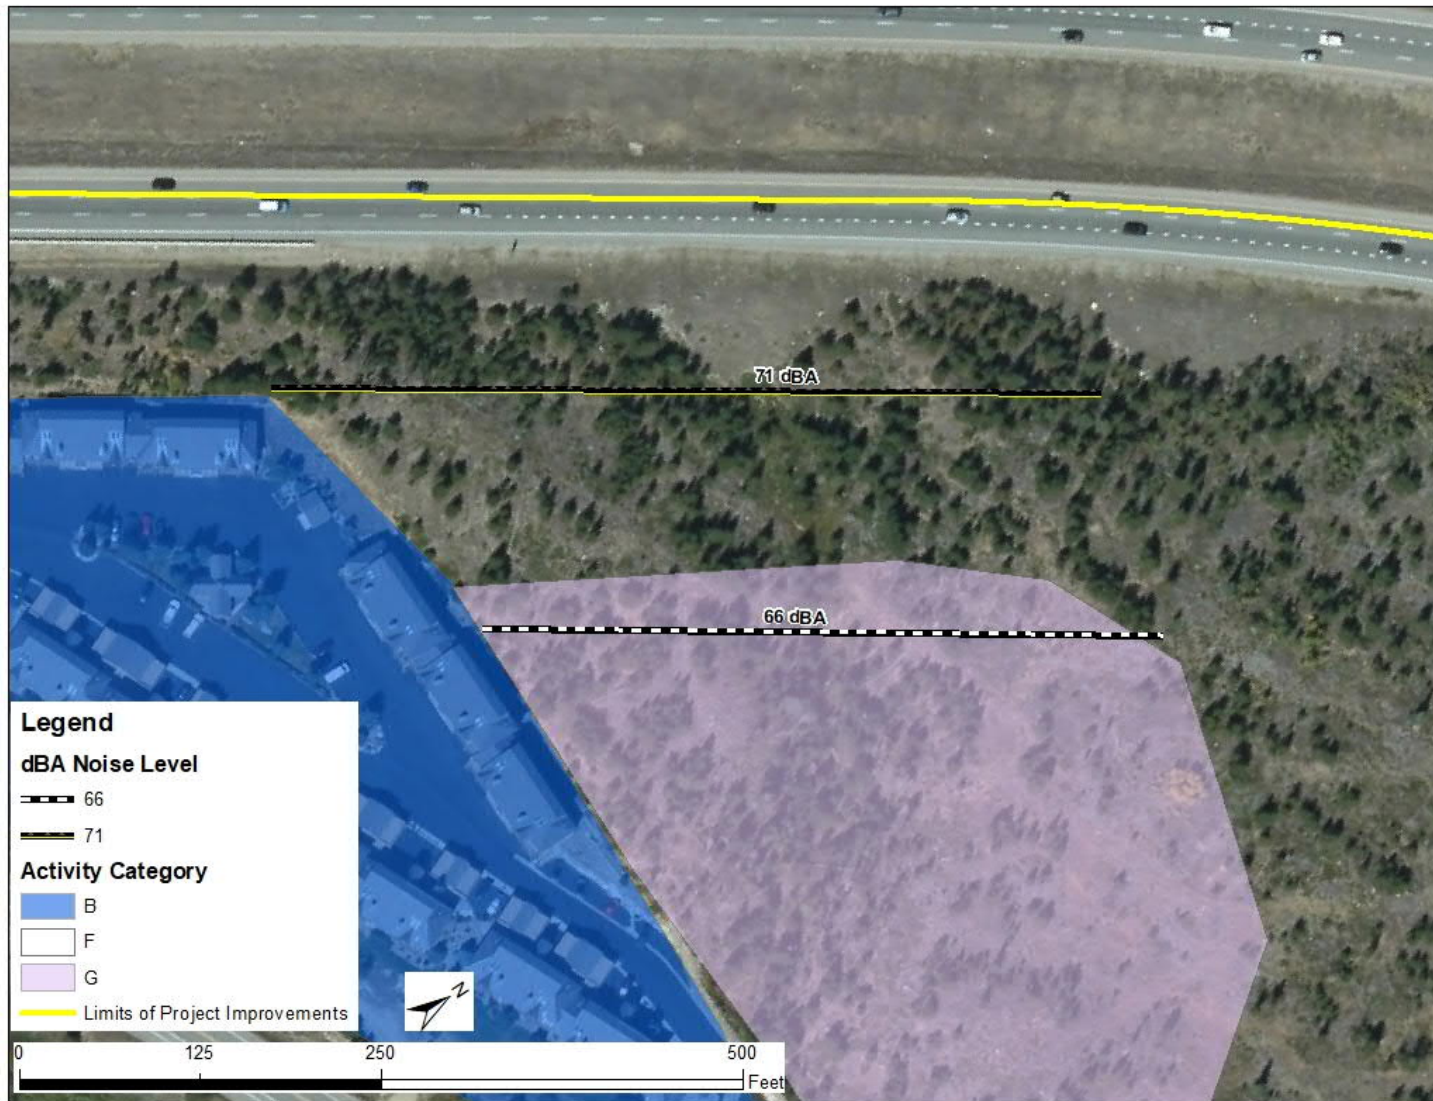 71 dBA
66 dBA
Legend
dBA Noise Level
66
71
Activity Category
B
F
G
Limits of Project Improvements
N
0 125 250 500
Feet